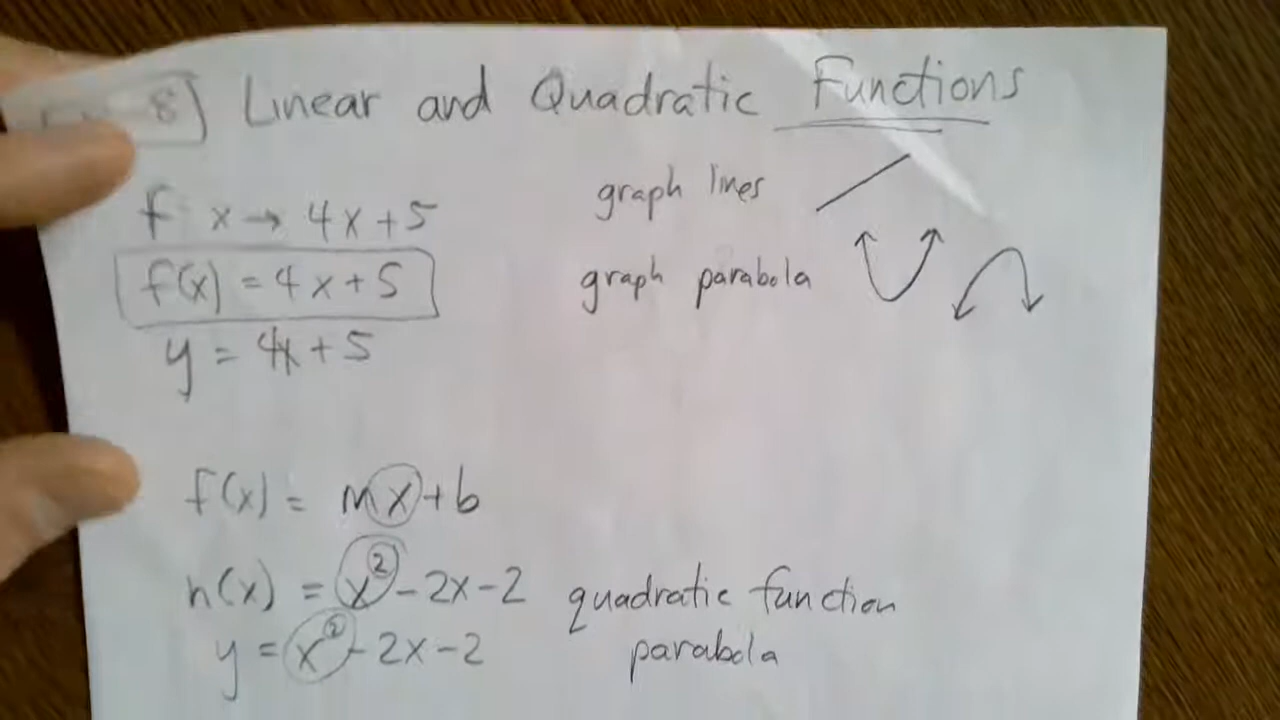 8] Linear and Quadratic Functions
f: x → 4x+5
f(x) = 4x+5
y = 4x+5
graph lines
graph parabola
f(x) = mx+b
h(x) = x²-2x-2 quadratic function
y = x²-2x-2 parabola